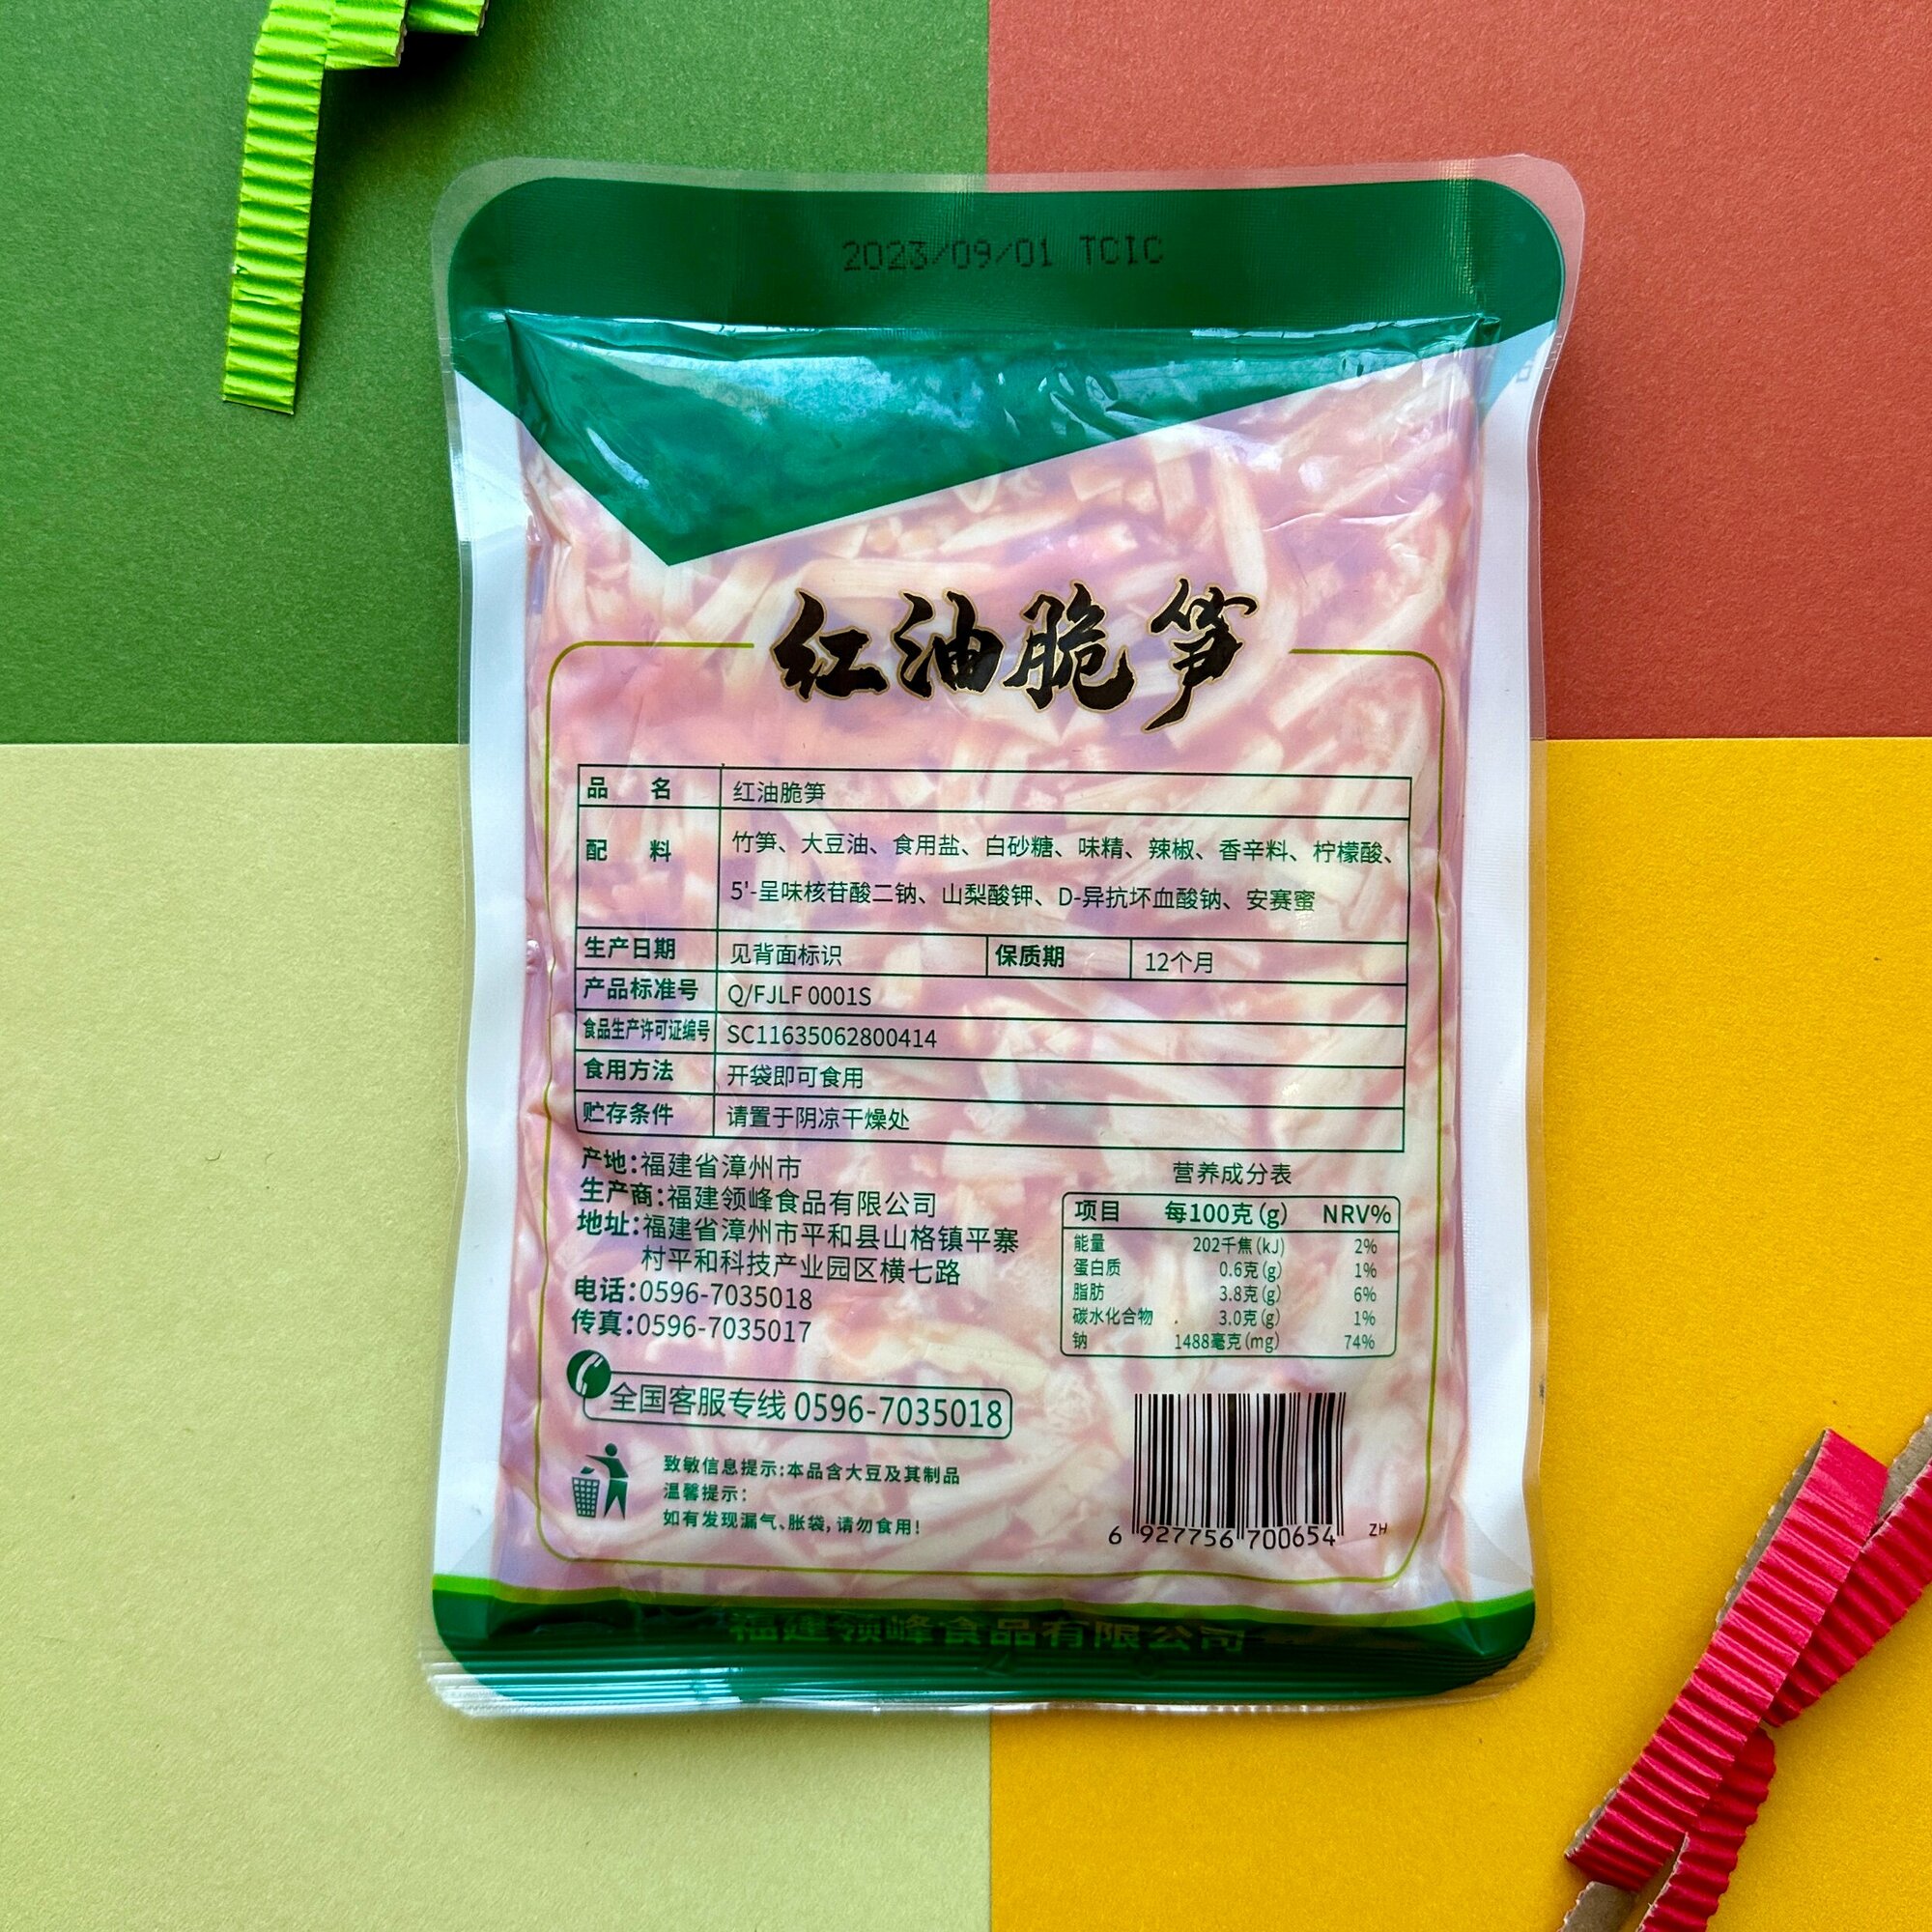 2023/09/01 TCIC
红油脆笋
品 名 红油脆笋
配 料 竹笋、大豆油、食用盐、白砂糖、味精、辣椒、香辛料、柠檬酸、
5'-呈味核苷酸二钠、山梨酸钾、D-异抗坏血酸钠、安赛蜜
生产日期 见背面标识 保质期 12个月
产品标准号 Q/FJLF 0001S
食品生产许可证编号 SC11635062800414
食用方法 开袋即可食用
贮存条件 请置于阴凉干燥处
产地:福建省漳州市
生产商:福建领峰食品有限公司
地址:福建省漳州市平和县山格镇平寨
村平和科技产业园区横七路
电话:0596-7035018
传真:0596-7035017
全国客服专线 0596-7035018
致敏信息提示:本品含大豆及其制品
温馨提示:
如有发现漏气、胀袋,请勿食用!
营养成分表
项目 每100克(g) NRV%
能量 202千焦(kJ) 2%
蛋白质 0.6克(g) 1%
脂肪 3.8克(g) 6%
碳水化合物 3.0克(g) 1%
钠 1488毫克(mg) 74%
6 927756 700654 ZH
福建领峰食品有限公司